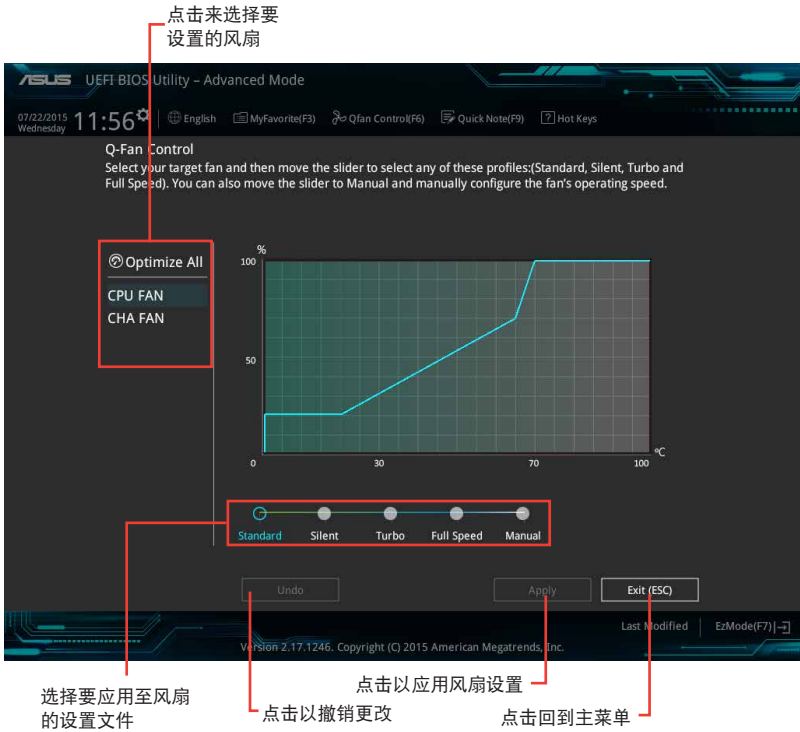 点击来选择要
设置的风扇
ASUS UEFI BIOS Utility – Advanced Mode
07/22/2015
Wednesday
11:56
English
MyFavorite(F3)
Qfan Control(F6)
Quick Note(F9)
? Hot Keys
Q-Fan Control
Select your target fan and then move the slider to select any of these profiles:(Standard, Silent, Turbo and
Full Speed). You can also move the slider to Manual and manually configure the fan's operating speed.
Optimize All
CPU FAN
CHA FAN
%
100
50
0
30
70
100
ºC
Standard
Silent
Turbo
Full Speed
Manual
Undo
Apply
Exit (ESC)
Last Modified
EzMode(F7)
Version 2.17.1246. Copyright (C) 2015 American Megatrends, Inc.
选择要应用至风扇
的设置文件
点击以撤销更改
点击以应用风扇设置
点击回到主菜单